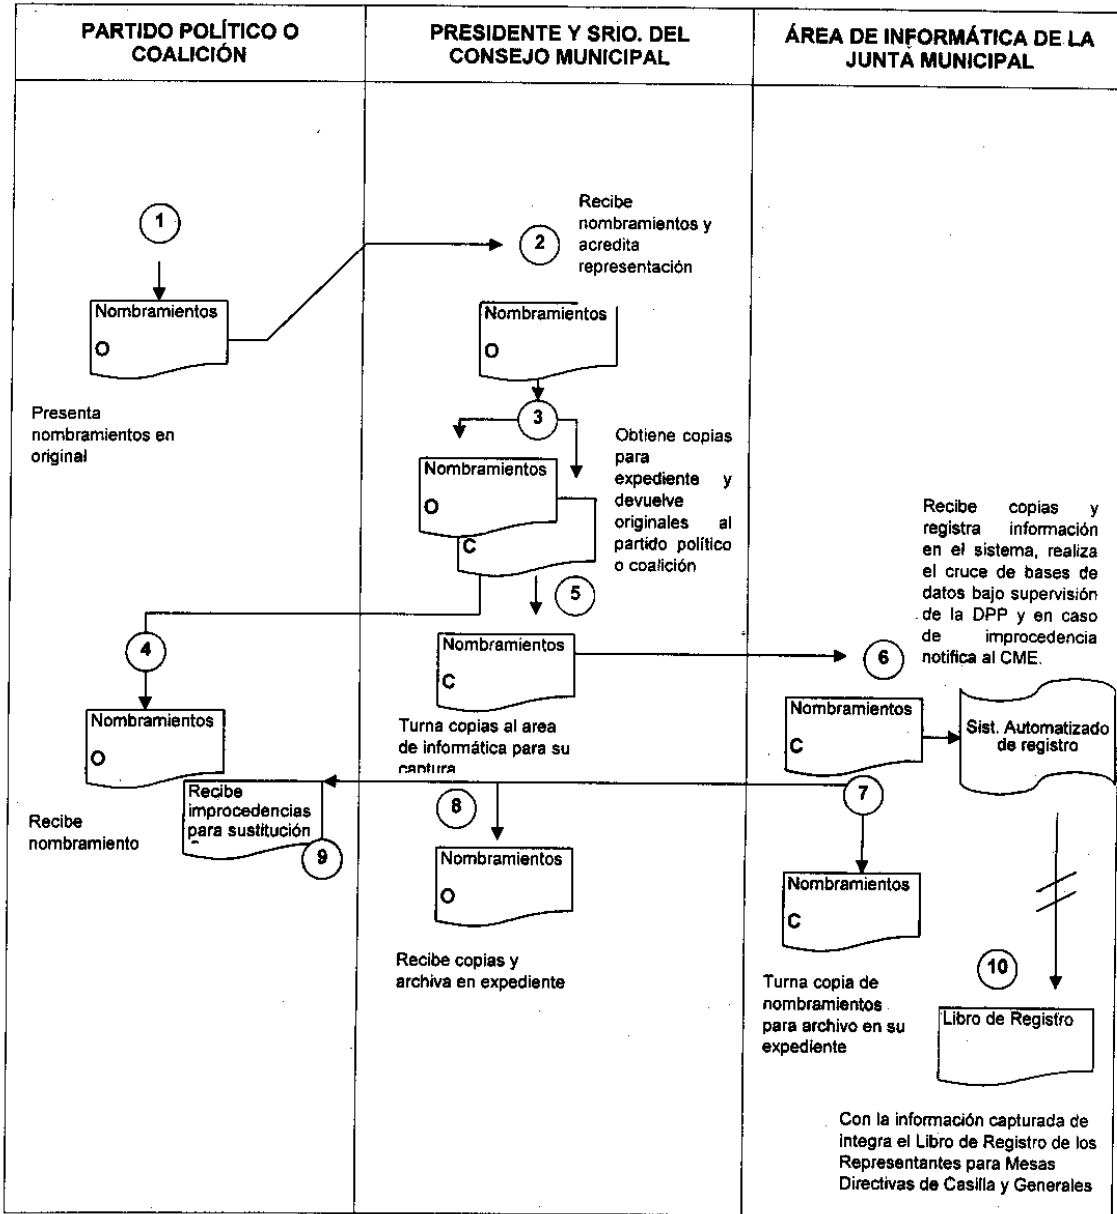 PARTIDO POLÍTICO O
COALICIÓN
PRESIDENTE Y SRIO. DEL
CONSEJO MUNICIPAL
ÁREA DE INFORMÁTICA DE LA
JUNTA MUNICIPAL
1
Nombramientos
O
Presenta
nombramientos en
original
2
Recibe
nombramientos y
acredita
representación
Nombramientos
O
3
Nombramientos
O
C
Obtiene copias
para
expediente y
devuelve
originales al
partido político
o coalición
5
4
Nombramientos
O
Recibe
nombramiento
Nombramientos
C
Turna copias al area
de informática para su
captura
6
Recibe copias y
registra información
en el sistema, realiza
el cruce de bases de
datos bajo supervisión
de la DPP y en caso
de improcedencia
notifica al CME.
Nombramientos
C
Sist. Automatizado
de registro
7
Recibe
improcedencias
para sustitución
9
8
Nombramientos
O
Recibe copias y
archiva en expediente
Nombramientos
C
Turna copia de
nombramientos
para archivo en su
expediente
10
Libro de Registro
Con la información capturada de
integra el Libro de Registro de los
Representantes para Mesas
Directivas de Casilla y Generales